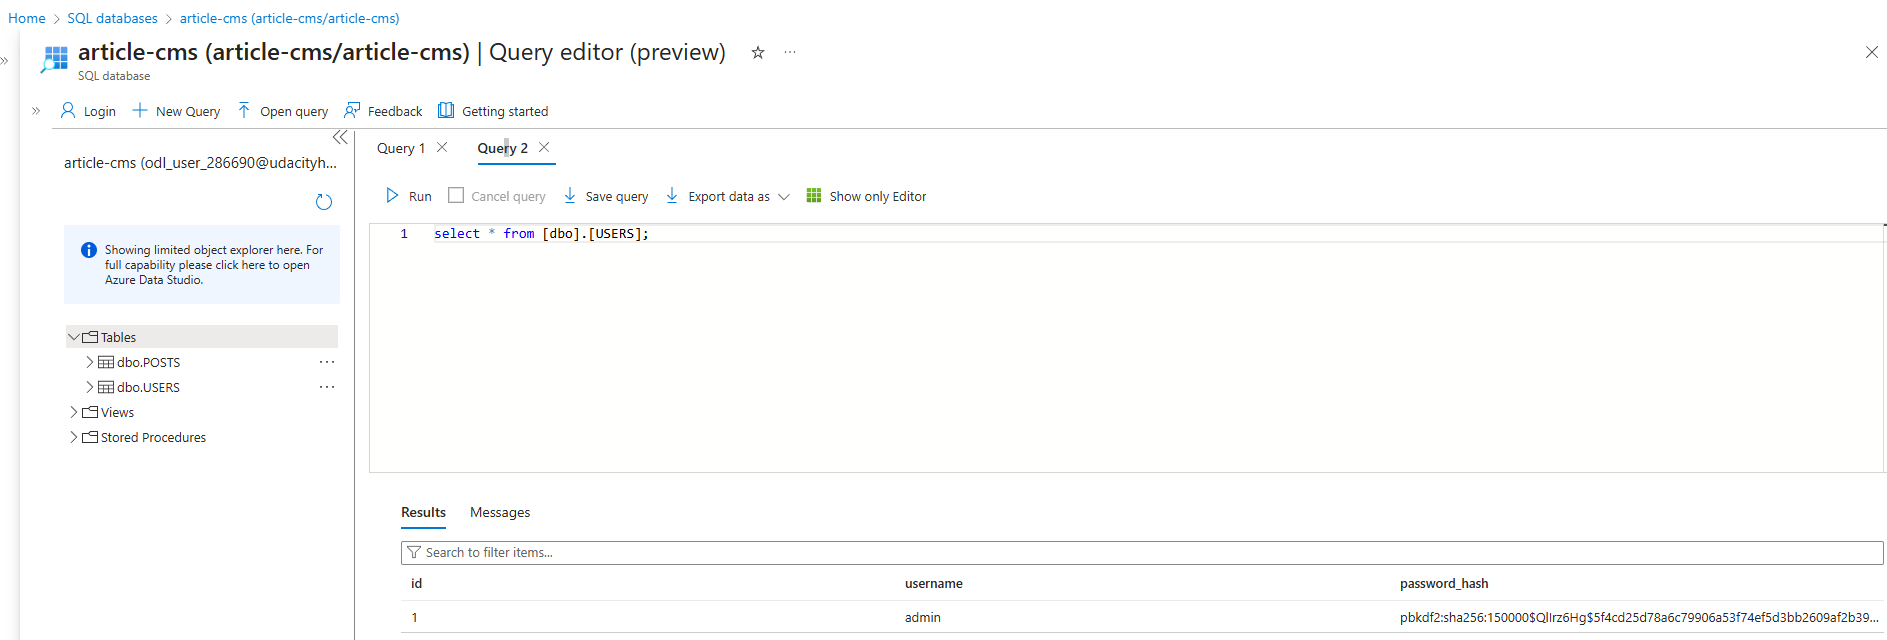 Home > SQL databases > article-cms (article-cms/article-cms)
article-cms (article-cms/article-cms) | Query editor (preview)
SQL database
Login New Query Open query Feedback Getting started
article-cms (odl_user_286690@udacityh...
Showing limited object explorer here. For
full capability please click here to open
Azure Data Studio.
Tables
dbo.POSTS
dbo.USERS
Views
Stored Procedures
Query 1 Query 2
Run Cancel query Save query Export data as Show only Editor
1 select * from [dbo].[USERS];
Results Messages
Search to filter items...
id username password_hash
1 admin pbkdf2:sha256:150000$QlIrz6Hg$5f4cd25d78a6c79906a53f74ef5d3bb2609af2b39...